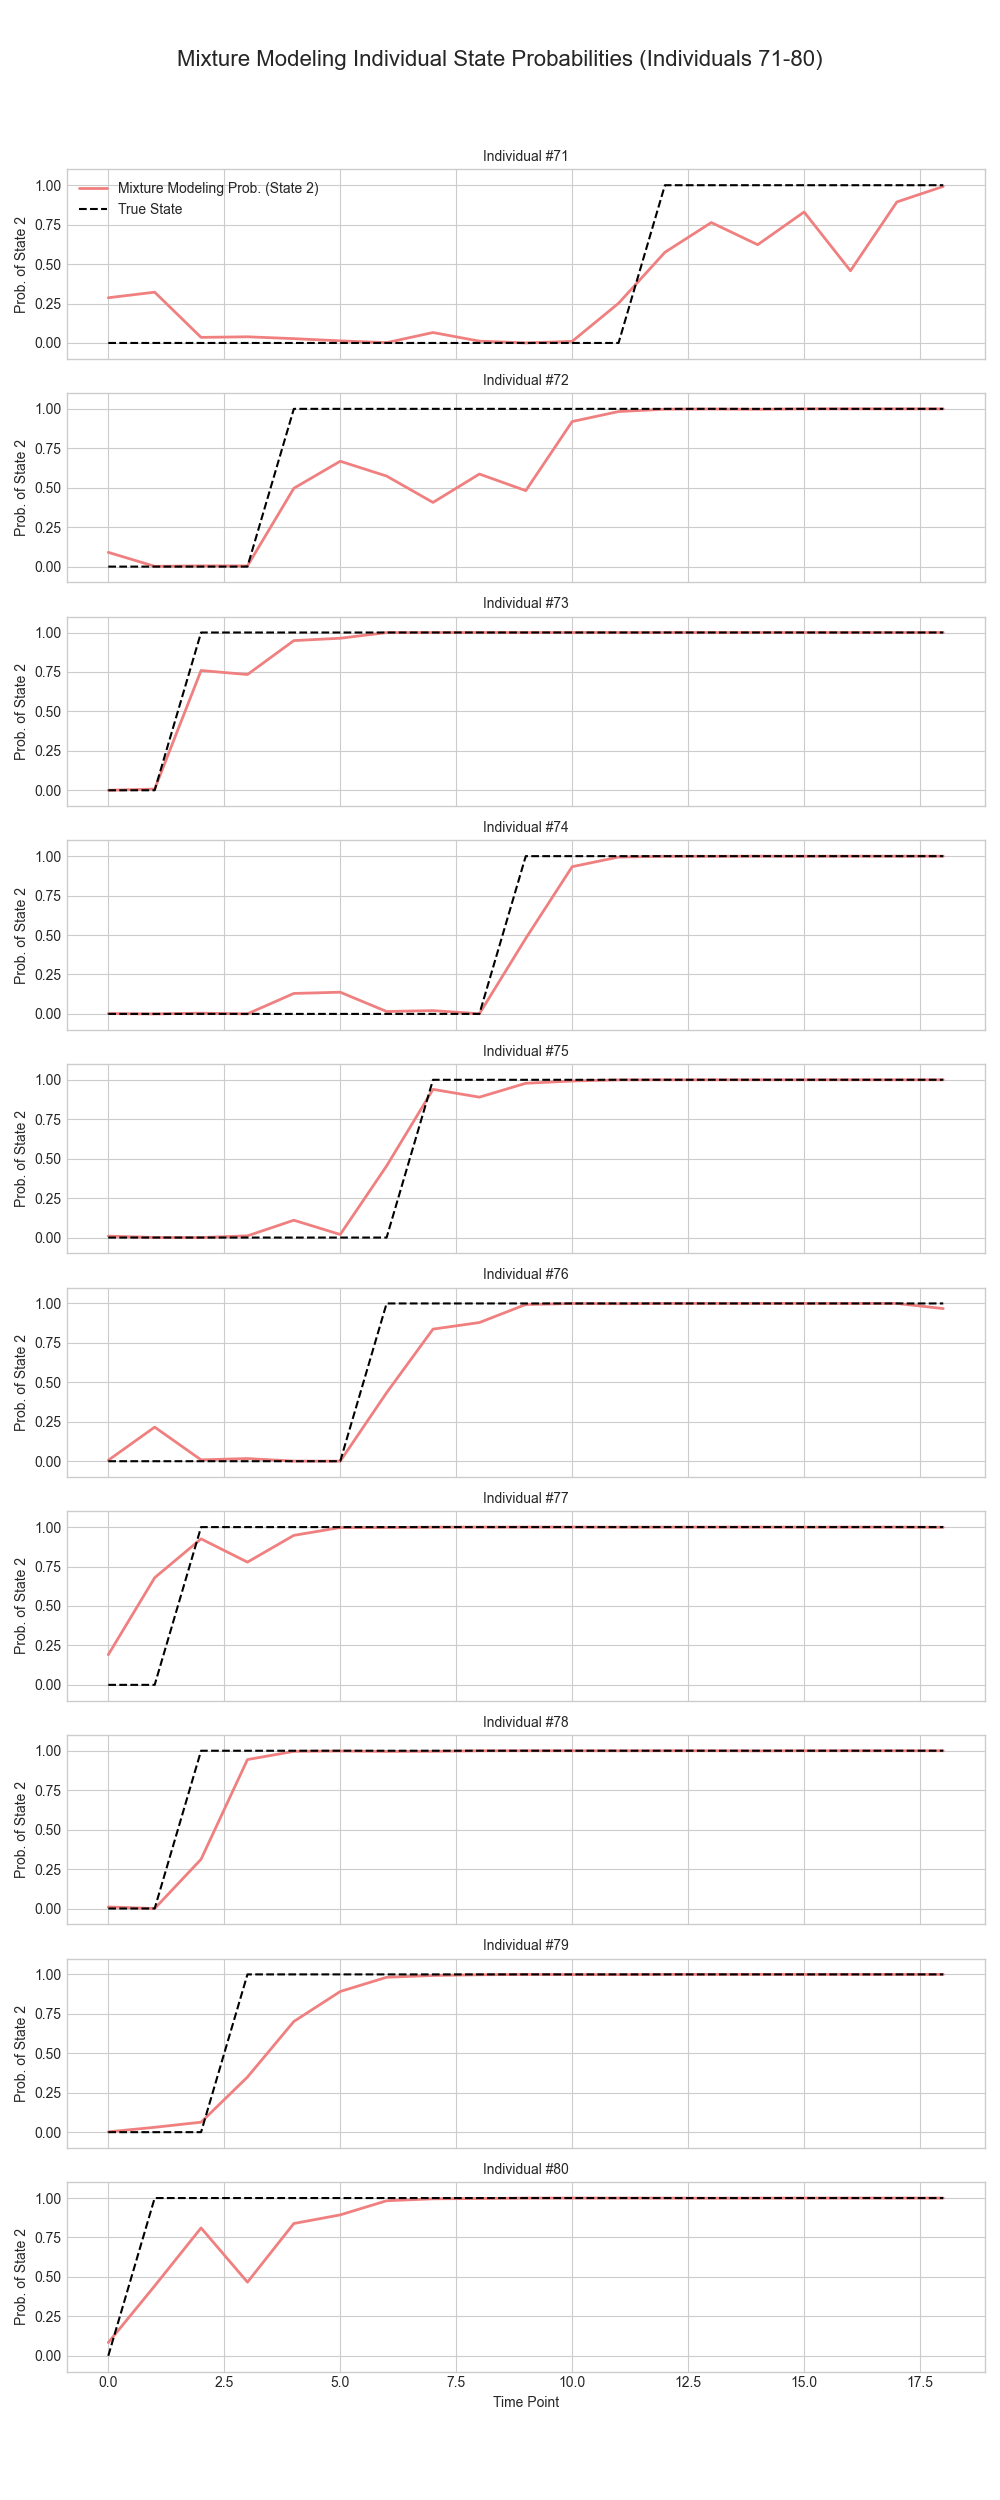 Mixture Modeling Individual State Probabilities (Individuals 71-80)
Individual #71
Mixture Modeling Prob. (State 2)
True State
Prob. of State 2
1.00
0.75
0.50
0.25
0.00
Individual #72
Prob. of State 2
1.00
0.75
0.50
0.25
0.00
Individual #73
Prob. of State 2
1.00
0.75
0.50
0.25
0.00
Individual #74
Prob. of State 2
1.00
0.75
0.50
0.25
0.00
Individual #75
Prob. of State 2
1.00
0.75
0.50
0.25
0.00
Individual #76
Prob. of State 2
1.00
0.75
0.50
0.25
0.00
Individual #77
Prob. of State 2
1.00
0.75
0.50
0.25
0.00
Individual #78
Prob. of State 2
1.00
0.75
0.50
0.25
0.00
Individual #79
Prob. of State 2
1.00
0.75
0.50
0.25
0.00
Individual #80
Prob. of State 2
1.00
0.75
0.50
0.25
0.00
0.0 2.5 5.0 7.5 10.0 12.5 15.0 17.5
Time Point